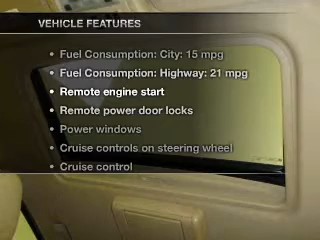 VEHICLE FEATURES
• Fuel Consumption: City: 15 mpg
• Fuel Consumption: Highway: 21 mpg
• Remote engine start
• Remote power door locks
• Power windows
• Cruise controls on steering wheel
• Cruise control